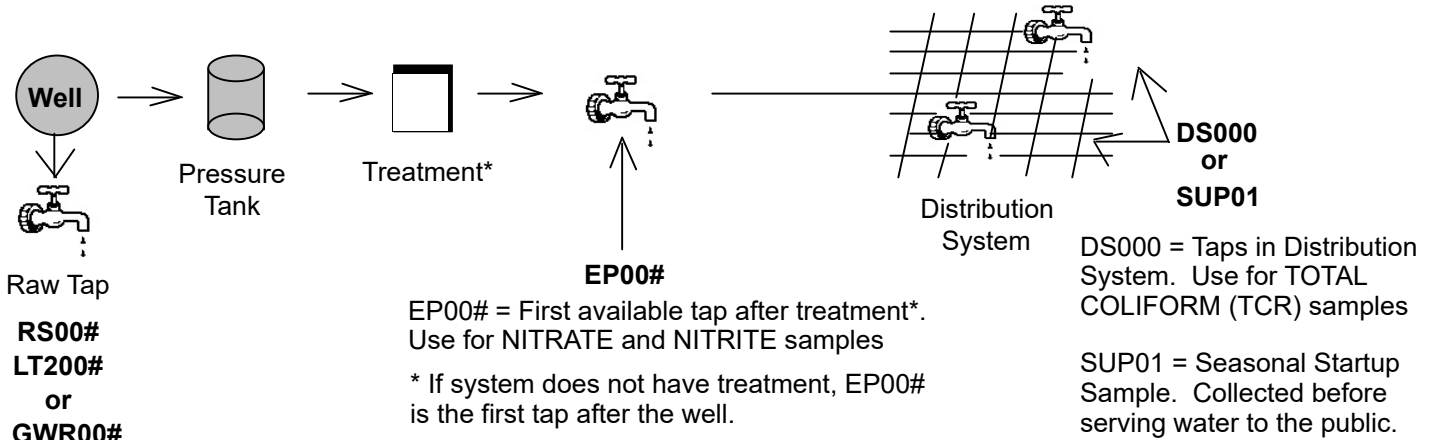 Well
Pressure
Tank
Treatment*
Raw Tap
RS00#
LT200#
or
GWR00#
EP00#
EP00# = First available tap after treatment*.
Use for NITRATE and NITRITE samples
* If system does not have treatment, EP00#
is the first tap after the well.
Distribution
System
DS000
or
SUP01
DS000 = Taps in Distribution
System. Use for TOTAL
COLIFORM (TCR) samples
SUP01 = Seasonal Startup
Sample. Collected before
serving water to the public.